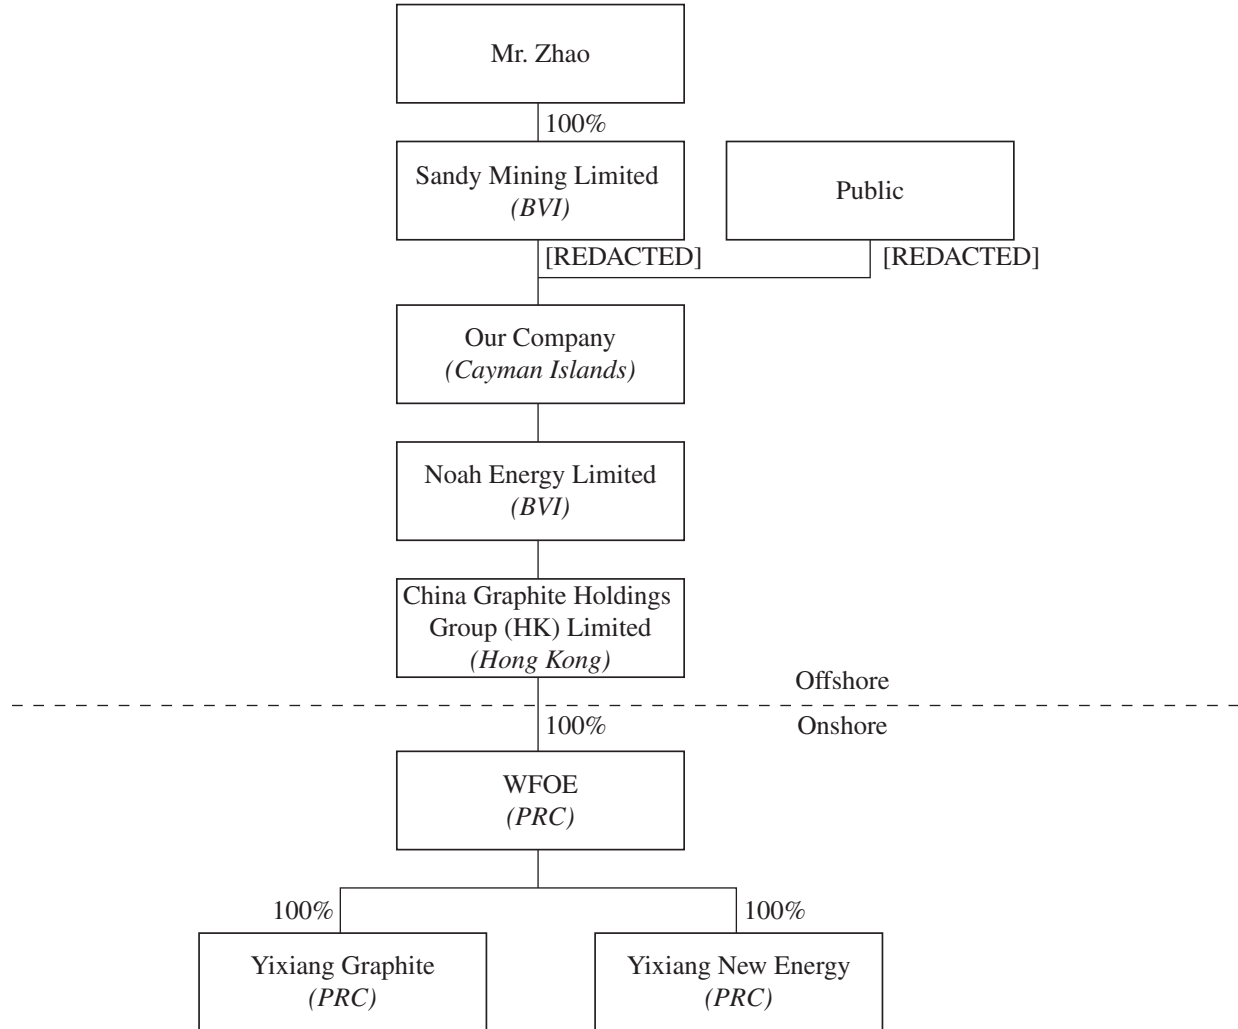 Mr. Zhao
100%
Sandy Mining Limited
(BVI)
Public
[REDACTED]
[REDACTED]
Our Company
(Cayman Islands)
Noah Energy Limited
(BVI)
China Graphite Holdings
Group (HK) Limited
(Hong Kong)
Offshore
100%
Onshore
WFOE
(PRC)
100%
100%
Yixiang Graphite
(PRC)
Yixiang New Energy
(PRC)